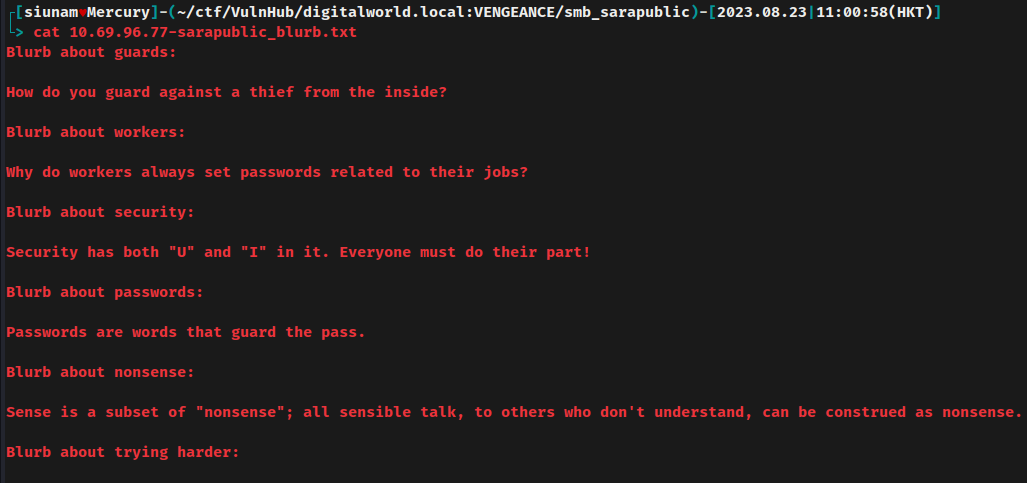 ┌[siunam♥Mercury]-(~/ctf/VulnHub/digitalworld.local:VENGEANCE/smb_sarapublic)-[2023.08.23|11:00:58(HKT)]
└> cat 10.69.96.77-sarapublic_blurb.txt
Blurb about guards:
How do you guard against a thief from the inside?
Blurb about workers:
Why do workers always set passwords related to their jobs?
Blurb about security:
Security has both "U" and "I" in it. Everyone must do their part!
Blurb about passwords:
Passwords are words that guard the pass.
Blurb about nonsense:
Sense is a subset of "nonsense"; all sensible talk, to others who don't understand, can be construed as nonsense.
Blurb about trying harder: